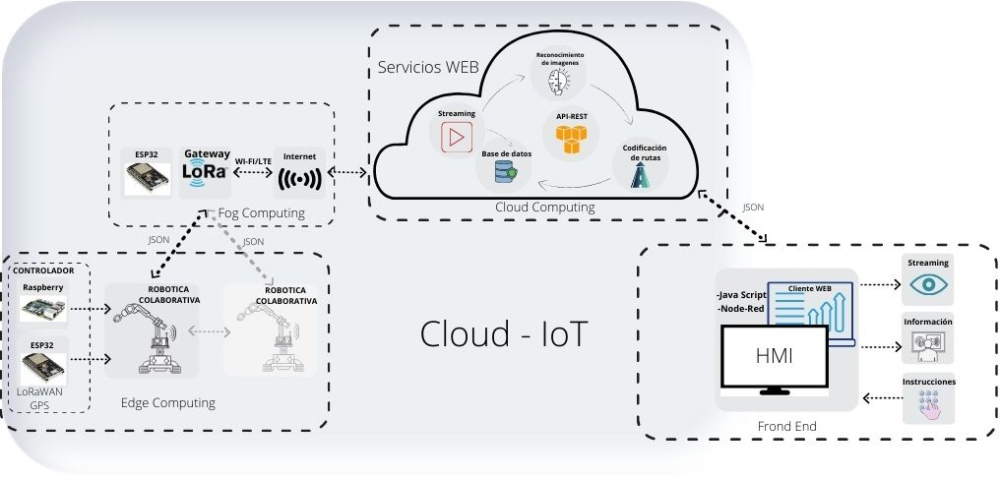 Servicios WEB
Reconocimiento
de imagenes
Streaming
API-REST
Base de datos
Codificación
de rutas
Cloud Computing
ESP32
Gateway
LoRa
WI-FI/LTE
Internet
Fog Computing
JSON
JSON
JSON
CONTROLADOR
Raspberry
ESP32
LoRaWAN
GPS
ROBOTICA
COLABORATIVA
ROBOTICA
COLABORATIVA
Edge Computing
Cloud - IoT
-Java Script
-Node-Red
Cliente WEB
HMI
Streaming
Información
Instrucciones
Frond End